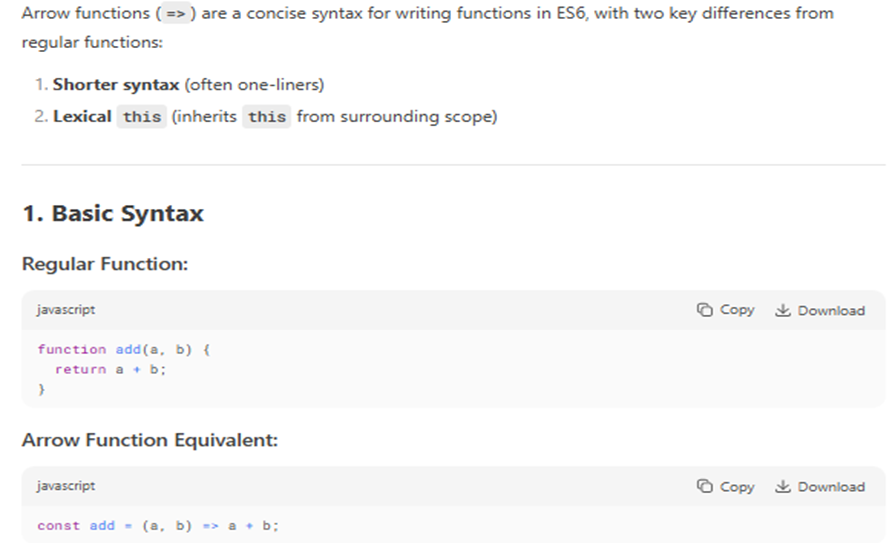 Arrow functions (=>) are a concise syntax for writing functions in ES6, with two key differences from
regular functions:
1. Shorter syntax (often one-liners)
2. Lexical this (inherits this from surrounding scope)
1. Basic Syntax
Regular Function:
javascript Copy Download
function add(a, b) {
  return a + b;
}
Arrow Function Equivalent:
javascript Copy Download
const add = (a, b) => a + b;